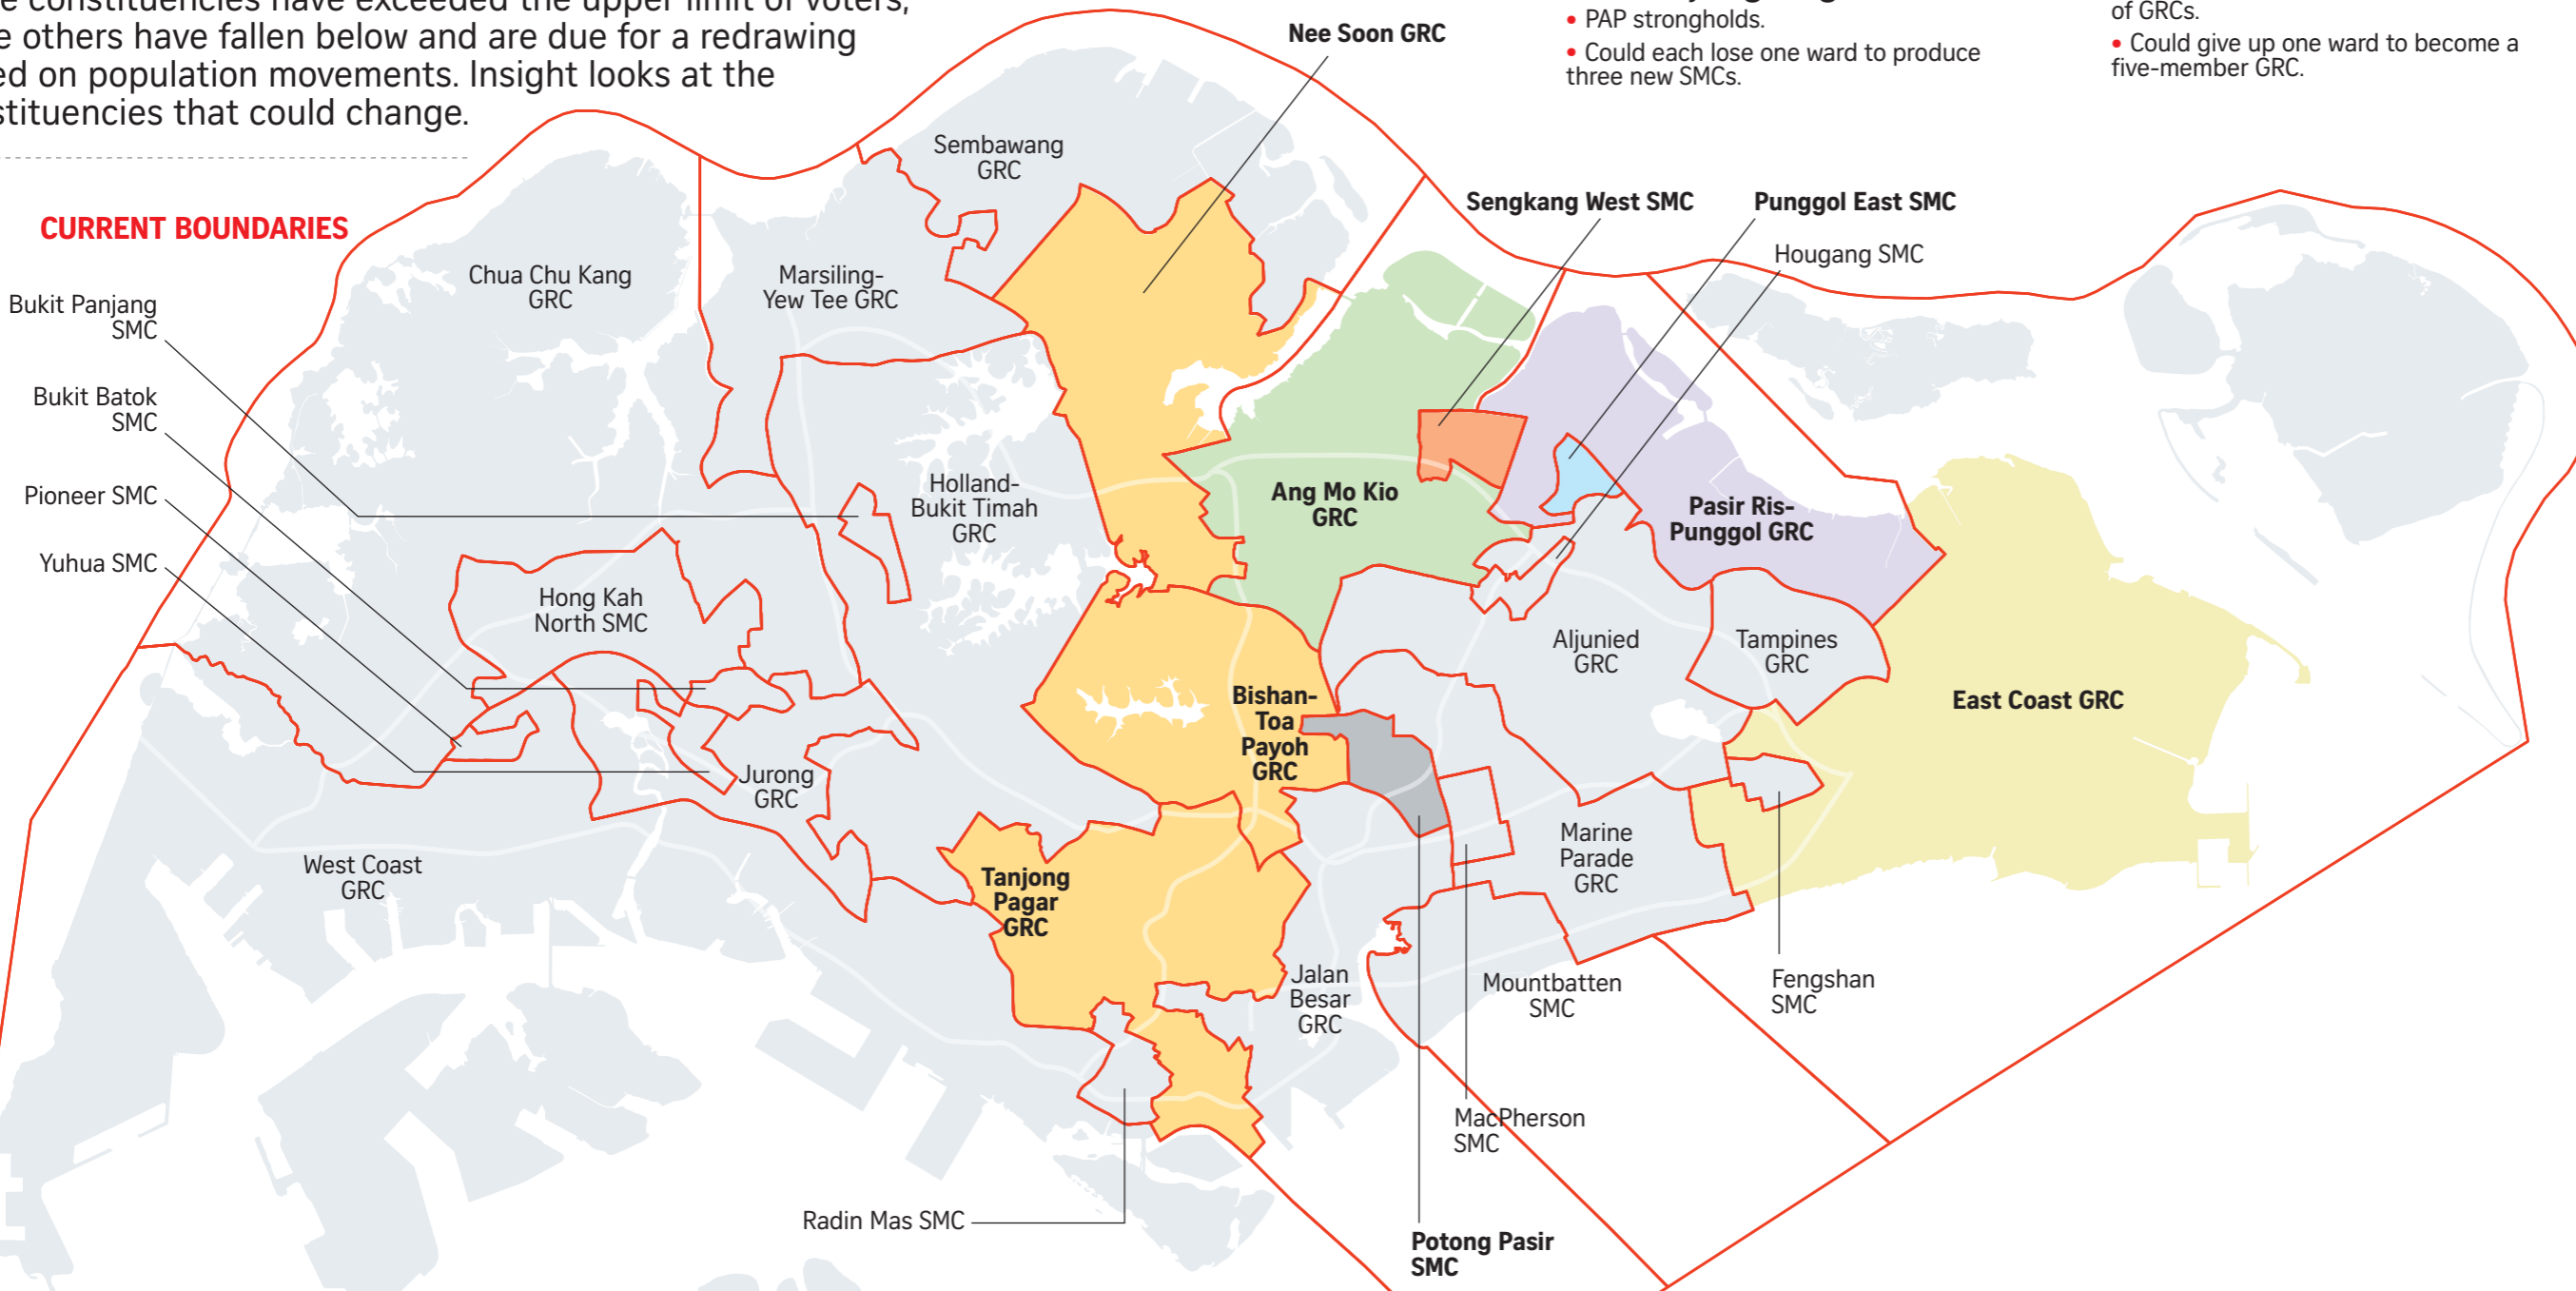 constituencies have exceeded the upper limit of voters,
others have fallen below and are due for a redrawing
on population movements. Insight looks at the
that could change.
• PAP strongholds.
• Could each lose one ward to produce
three new SMCs.
of GRCs.
• Could give up one ward to become a
five-member GRC.
CURRENT BOUNDARIES
Nee Soon GRC
Sembawang
GRC
Sengkang West SMC
Punggol East SMC
Hougang SMC
Chua Chu Kang
GRC
Marsiling-
Yew Tee GRC
Bukit Panjang
SMC
Bukit Batok
SMC
Pioneer SMC
Yuhua SMC
Holland-
Bukit Timah
GRC
Ang Mo Kio
GRC
Pasir Ris-
Punggol GRC
Hong Kah
North SMC
Aljunied
GRC
Tampines
GRC
East Coast GRC
Bishan-
Toa
Payoh
GRC
Jurong
GRC
West Coast
GRC
Tanjong
Pagar
GRC
Marine
Parade
GRC
Jalan
Besar
GRC
Mountbatten
SMC
Fengshan
SMC
MacPherson
SMC
Radin Mas SMC
Potong Pasir
SMC